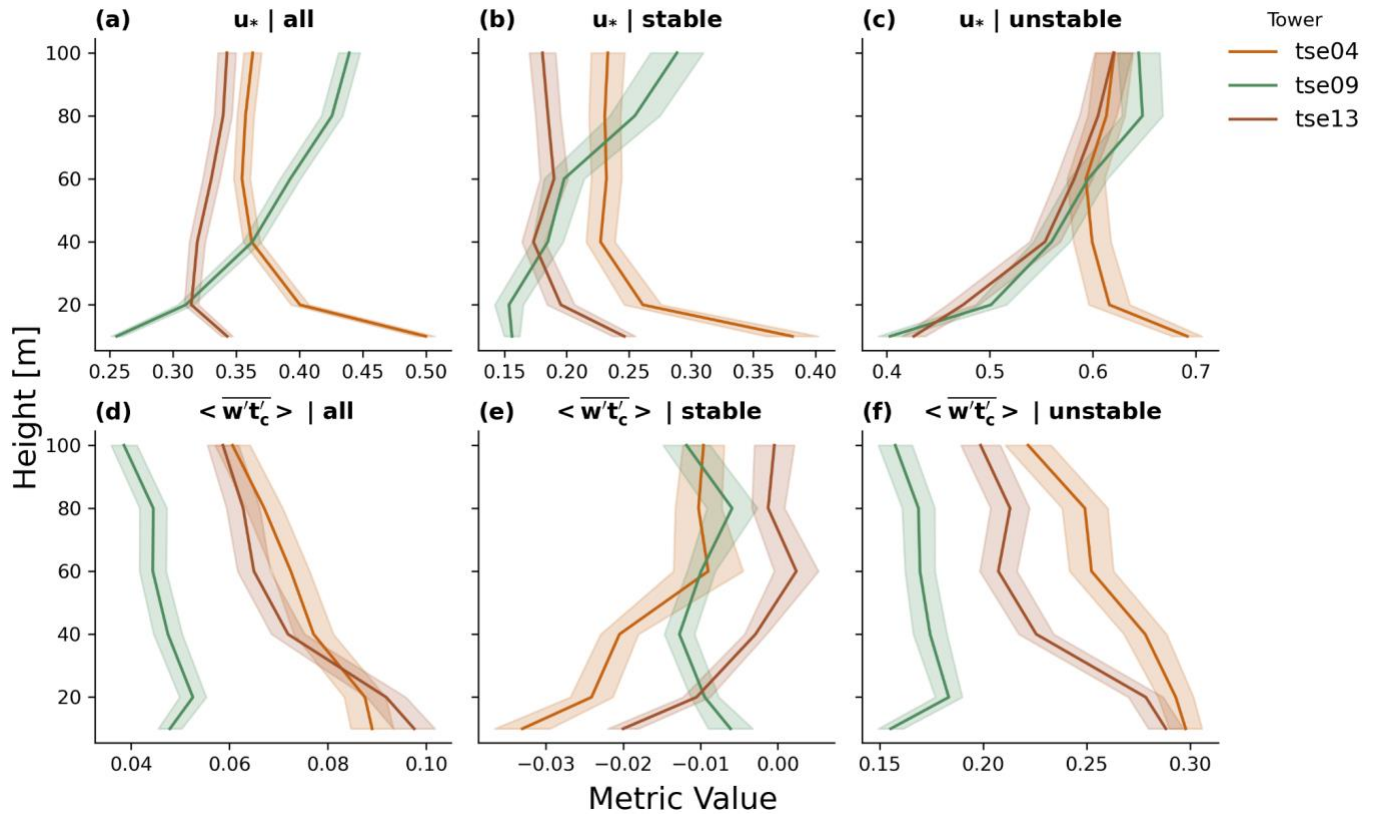 (a) u* | all
(b) u* | stable
(c) u* | unstable
Tower
tse04
tse09
tse13
100
80
60
40
20
0.25 0.30 0.35 0.40 0.45 0.50
0.15 0.20 0.25 0.30 0.35 0.40
0.4 0.5 0.6 0.7
Height [m]
(d) < w′t′c > | all
(e) < w′t′c > | stable
(f) < w′t′c > | unstable
100
80
60
40
20
0.04 0.06 0.08 0.10
−0.03 −0.02 −0.01 0.00
0.15 0.20 0.25 0.30
Metric Value